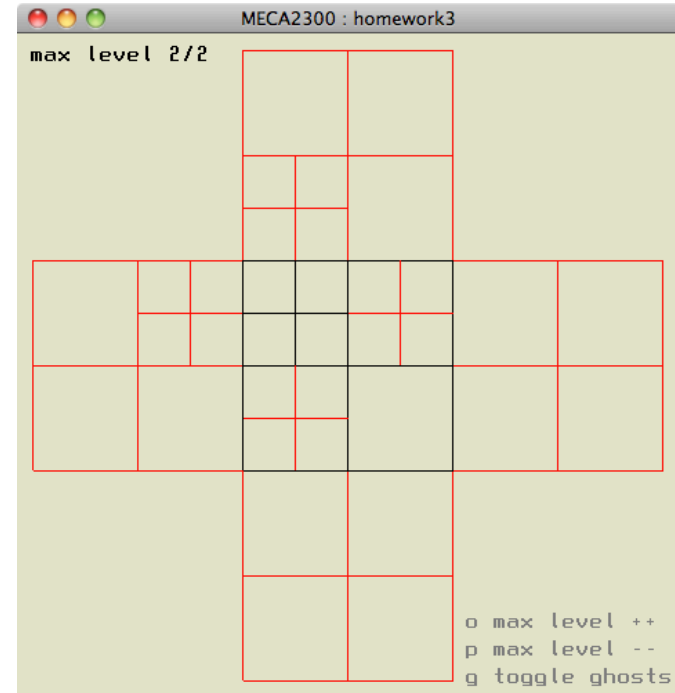 MECA2300 : homework3
max level 2/2
o max level ++
p max level --
g toggle ghosts